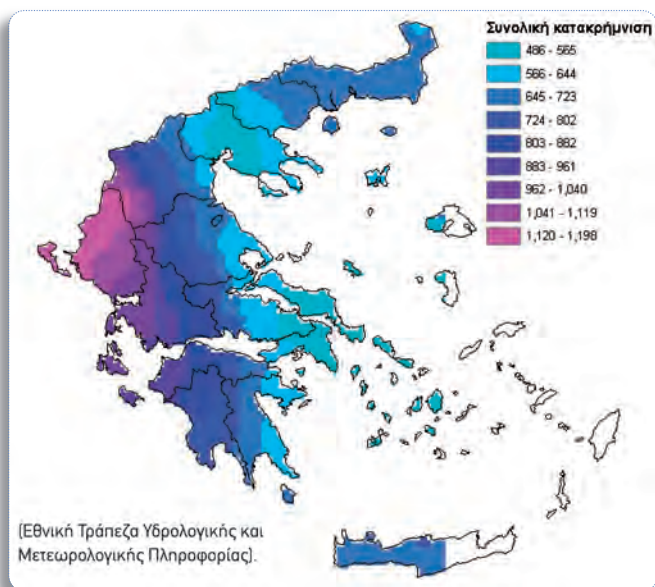 Συνολική κατακρήμνιση
486 - 565
566 - 644
645 - 723
724 - 802
803 - 882
883 - 961
962 - 1,040
1,041 - 1,119
1,120 - 1,198
(Εθνική Τράπεζα Υδρολογικής και
Μετεωρολογικής Πληροφορίας).